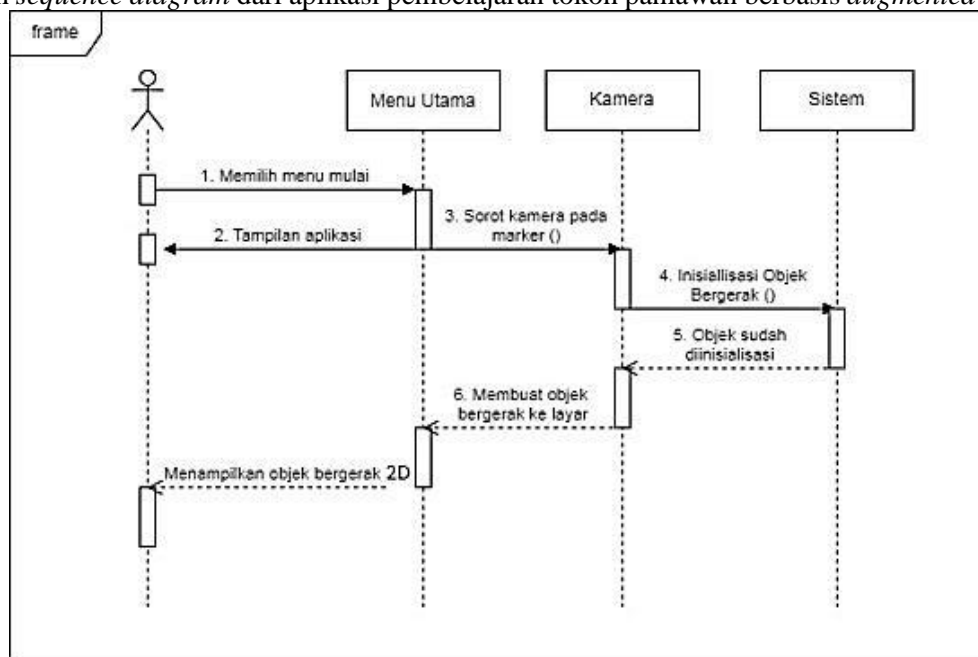 sequence diagram dari aplikasi pembelajaran tokoh pahlawan berbasis augmented
frame
Menu Utama
Kamera
Sistem
1. Memilih menu mulai
2. Tampilan aplikasi
3. Sorot kamera pada
marker ()
4. Inisiallisasi Objek
Bergerak ()
5. Objek sudah
diinisialisasi
6. Membuat objek
bergerak ke layar
Menampilkan objek bergerak 2D